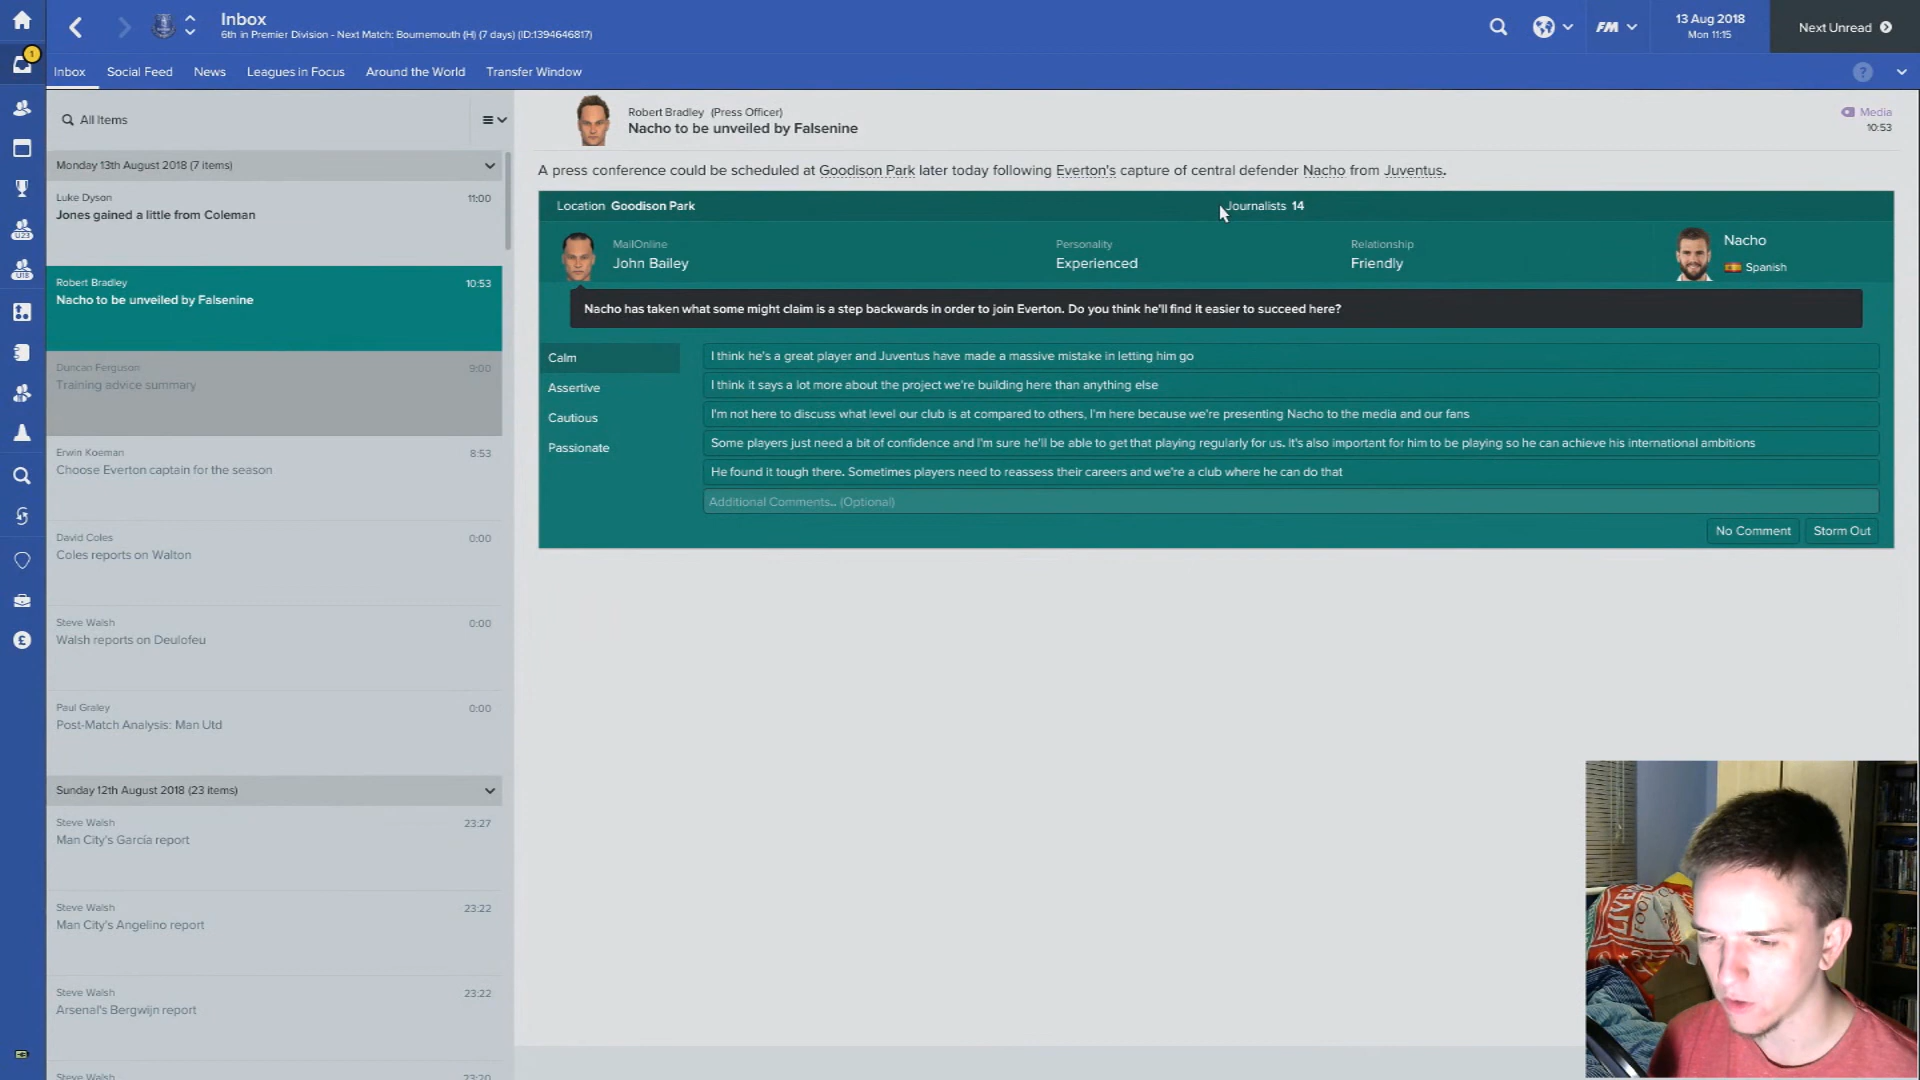 Inbox
6th in Premier Division - Next Match: Bournemouth (H) (7 days) (ID:1394646817)
FM
13 Aug 2018
Mon 11:15
Next Unread
1
Inbox
Social Feed
News
Leagues in Focus
Around the World
Transfer Window
?
All Items
Monday 13th August 2018 (7 items)
Luke Dyson 11:00
Jones gained a little from Coleman
Robert Bradley 10:53
Nacho to be unveiled by Falsenine
Duncan Ferguson 9:00
Training advice summary
Erwin Koeman 8:53
Choose Everton captain for the season
David Coles 0:00
Coles reports on Walton
Steve Walsh 0:00
Walsh reports on Deulofeu
Paul Graley 0:00
Post-Match Analysis: Man Utd
Sunday 12th August 2018 (23 items)
Steve Walsh 23:27
Man City's García report
Steve Walsh 23:22
Man City's Angelino report
Steve Walsh 23:22
Arsenal's Bergwijn report
Steve Walsh 23:20
U23
U18
£
Robert Bradley (Press Officer)
Nacho to be unveiled by Falsenine
Media
10:53
A press conference could be scheduled at Goodison Park later today following Everton's capture of central defender Nacho from Juventus.
Location Goodison Park
Journalists 14
MailOnline
John Bailey
Personality
Experienced
Relationship
Friendly
Nacho
Spanish
Nacho has taken what some might claim is a step backwards in order to join Everton. Do you think he'll find it easier to succeed here?
Calm
Assertive
Cautious
Passionate
I think he's a great player and Juventus have made a massive mistake in letting him go
I think it says a lot more about the project we're building here than anything else
I'm not here to discuss what level our club is at compared to others, I'm here because we're presenting Nacho to the media and our fans
Some players just need a bit of confidence and I'm sure he'll be able to get that playing regularly for us. It's also important for him to be playing so he can achieve his international ambitions
He found it tough there. Sometimes players need to reassess their careers and we're a club where he can do that
Additional Comments.. (Optional)
No Comment
Storm Out